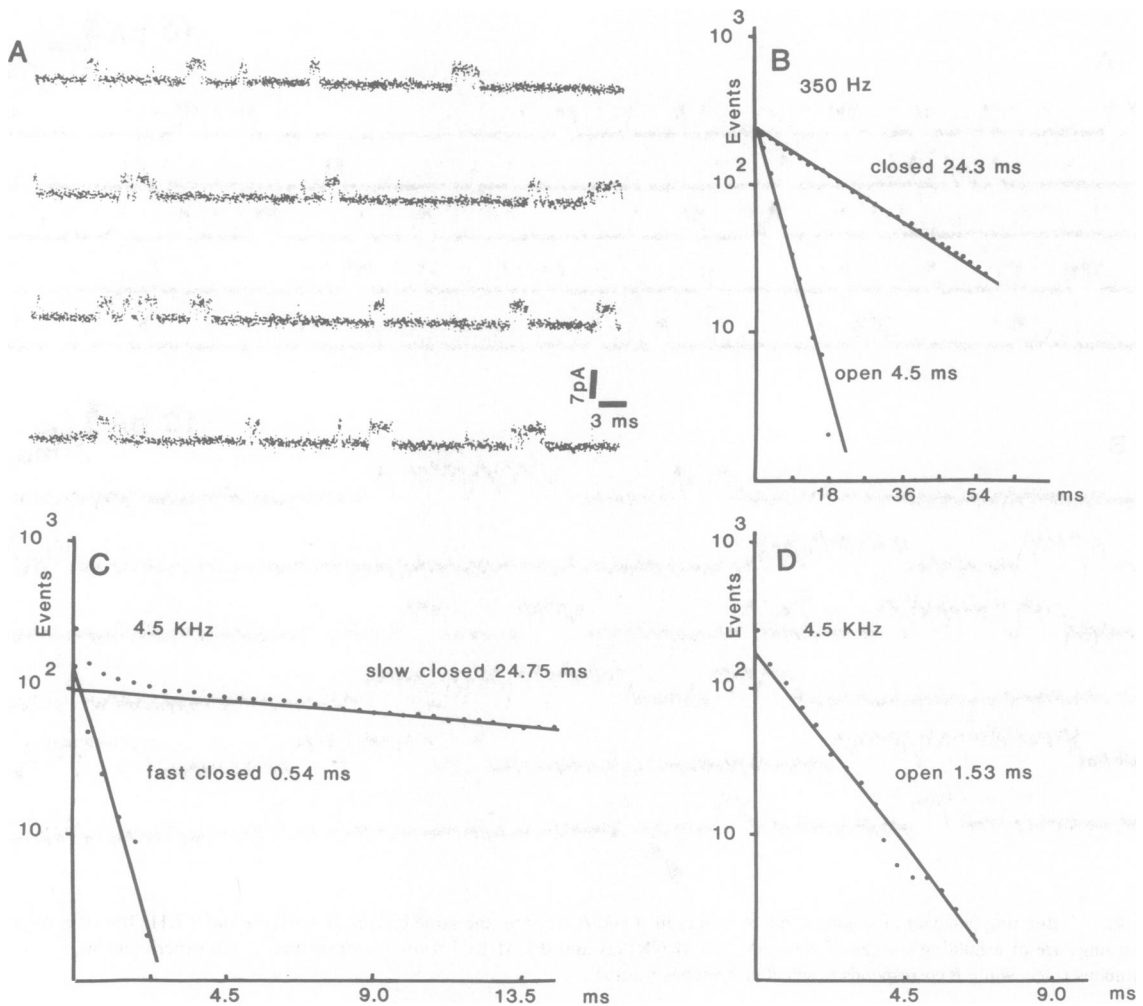 A
7pA
3 ms
B
350 Hz
Events
10 3
10 2
10
closed 24.3 ms
open 4.5 ms
18 36 54 ms
C
4.5 KHz
Events
10 3
10 2
10
slow closed 24.75 ms
fast closed 0.54 ms
4.5 9.0 13.5 ms
D
4.5 KHz
Events
10 3
10 2
10
open 1.53 ms
4.5 9.0 ms